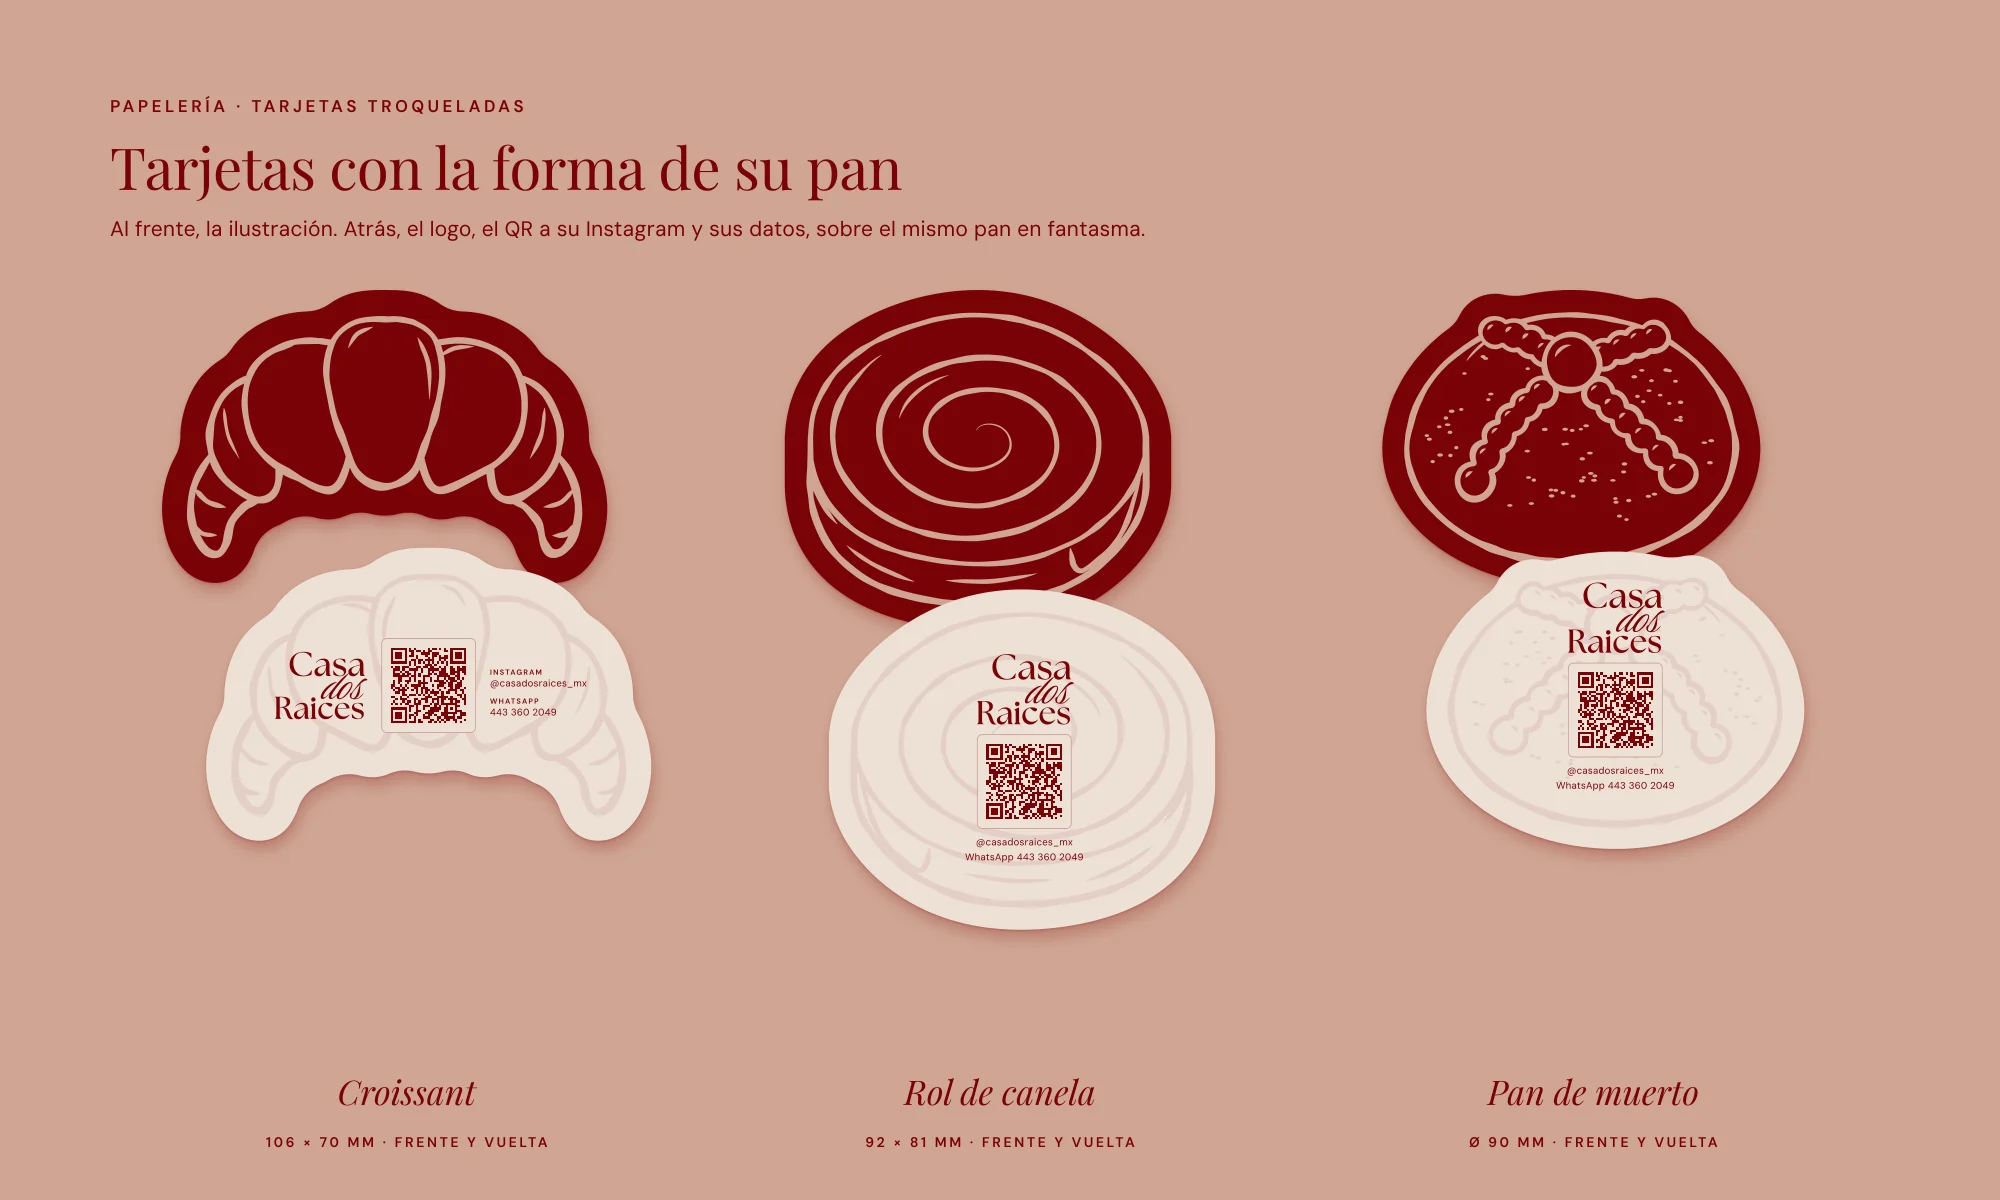 PAPELERÍA · TARJETAS TROQUELADAS
Tarjetas con la forma de su pan
Al frente, la ilustración. Atrás, el logo, el QR a su Instagram y sus datos, sobre el mismo pan en fantasma.
Casa
dos
Raices
INSTAGRAM
@casadosraices_mx
WHATSAPP
443 360 2049
Casa
dos
Raices
@casadosraices_mx
WhatsApp 443 360 2049
Casa
dos
Raices
@casadosraices_mx
WhatsApp 443 360 2049
Croissant
106 × 70 MM · FRENTE Y VUELTA
Rol de canela
92 × 81 MM · FRENTE Y VUELTA
Pan de muerto
Ø 90 MM · FRENTE Y VUELTA